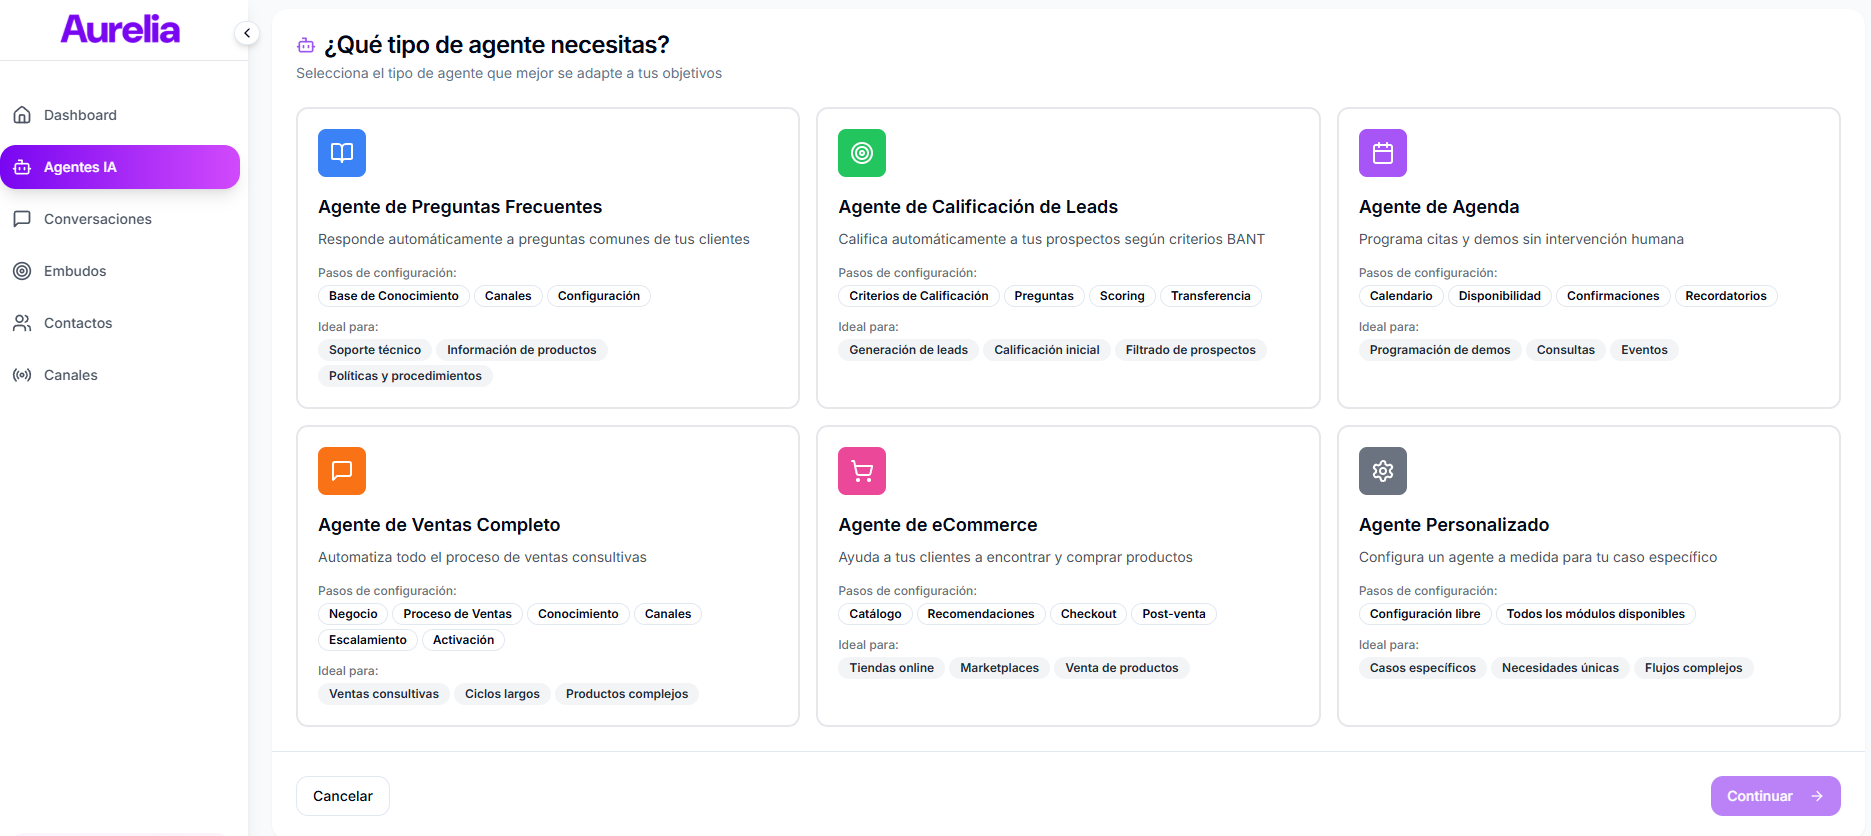 Aurelia
Dashboard
Agentes IA
Conversaciones
Embudos
Contactos
Canales
¿Qué tipo de agente necesitas?
Selecciona el tipo de agente que mejor se adapte a tus objetivos
Agente de Preguntas Frecuentes
Responde automáticamente a preguntas comunes de tus clientes
Pasos de configuración:
Base de Conocimiento Canales Configuración
Ideal para:
Soporte técnico Información de productos
Políticas y procedimientos
Agente de Calificación de Leads
Califica automáticamente a tus prospectos según criterios BANT
Pasos de configuración:
Criterios de Calificación Preguntas Scoring Transferencia
Ideal para:
Generación de leads Calificación inicial Filtrado de prospectos
Agente de Agenda
Programa citas y demos sin intervención humana
Pasos de configuración:
Calendario Disponibilidad Confirmaciones Recordatorios
Ideal para:
Programación de demos Consultas Eventos
Agente de Ventas Completo
Automatiza todo el proceso de ventas consultivas
Pasos de configuración:
Negocio Proceso de Ventas Conocimiento Canales
Escalamiento Activación
Ideal para:
Ventas consultivas Ciclos largos Productos complejos
Agente de eCommerce
Ayuda a tus clientes a encontrar y comprar productos
Pasos de configuración:
Catálogo Recomendaciones Checkout Post-venta
Ideal para:
Tiendas online Marketplaces Venta de productos
Agente Personalizado
Configura un agente a medida para tu caso específico
Pasos de configuración:
Configuración libre Todos los módulos disponibles
Ideal para:
Casos específicos Necesidades únicas Flujos complejos
Cancelar
Continuar